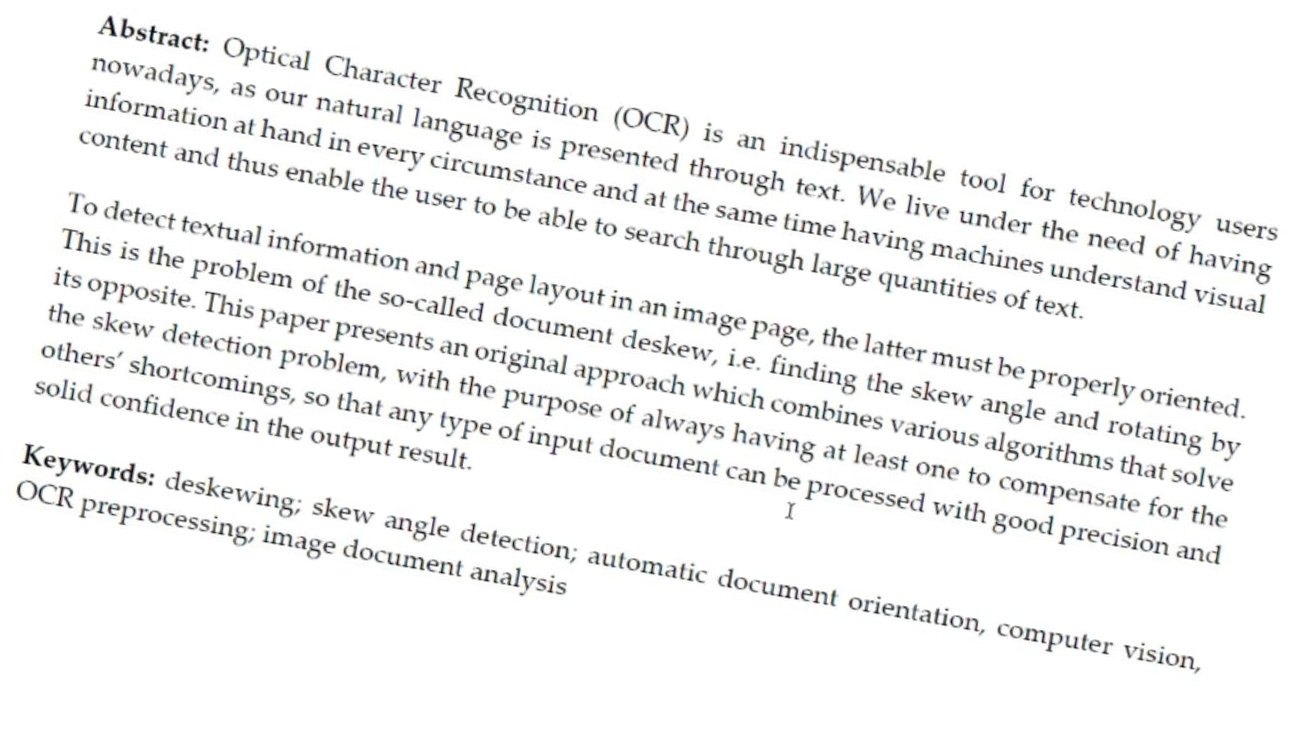 Abstract: Optical Character Recognition (OCR) is an indispensable tool for technology users
nowadays, as our natural language is presented through text. We live under the need of having
information at hand in every circumstance and at the same time having machines understand visual
content and thus enable the user to be able to search through large quantities of text.
To detect textual information and page layout in an image page, the latter must be properly oriented.
This is the problem of the so-called document deskew, i.e. finding the skew angle and rotating by
its opposite. This paper presents an original approach which combines various algorithms that solve
the skew detection problem, with the purpose of always having at least one to compensate for the
others’ shortcomings, so that any type of input document can be processed with good precision and
solid confidence in the output result.
Keywords: deskewing; skew angle detection; automatic document orientation, computer vision,
OCR preprocessing; image document analysis